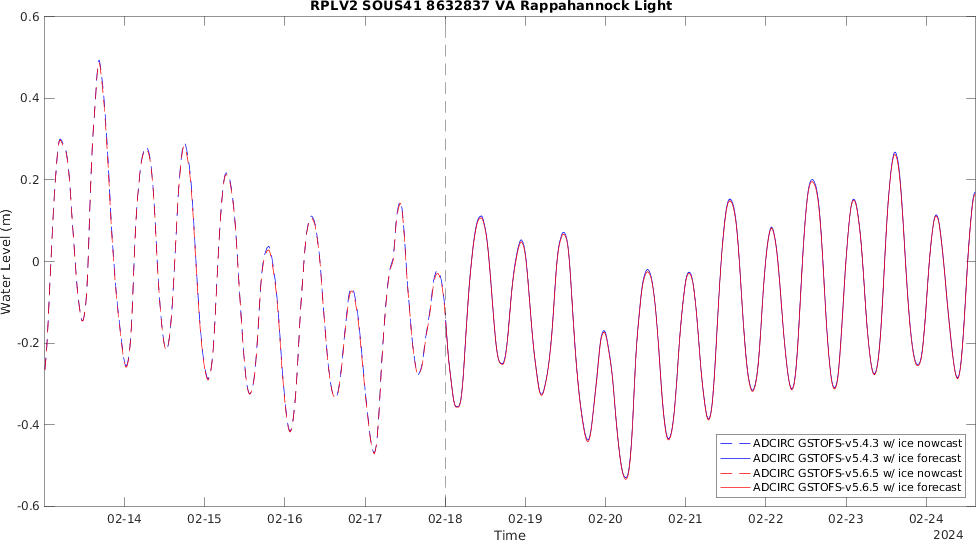 RPLV2 SOUS41 8632837 VA Rappahannock Light
0.6
0.4
0.2
0
-0.2
-0.4
-0.6
Water Level (m)
02-14 02-15 02-16 02-17 02-18 02-19 02-20 02-21 02-22 02-23 02-24
Time
2024
ADCIRC GSTOFS-v5.4.3 w/ ice nowcast
ADCIRC GSTOFS-v5.4.3 w/ ice forecast
ADCIRC GSTOFS-v5.6.5 w/ ice nowcast
ADCIRC GSTOFS-v5.6.5 w/ ice forecast